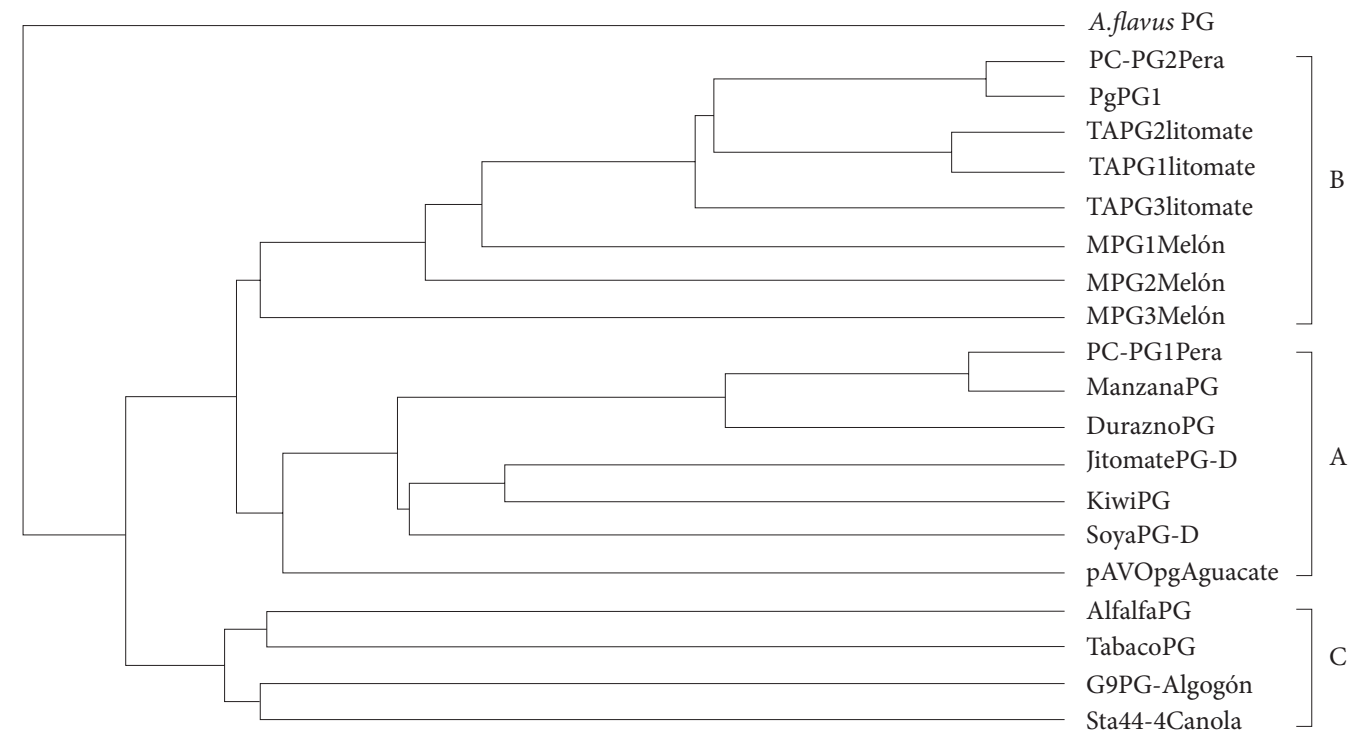 A.flavus PG
PC-PG2Pera
PgPG1
TAPG2litomate
TAPG1litomate
B
TAPG3litomate
MPG1Melón
MPG2Melón
MPG3Melón
PC-PG1Pera
ManzanaPG
DuraznoPG
A
JitomatePG-D
KiwiPG
SoyaPG-D
pAVOpgAguacate
AlfalfaPG
TabacoPG
C
G9PG-Algogón
Sta44-4Canola